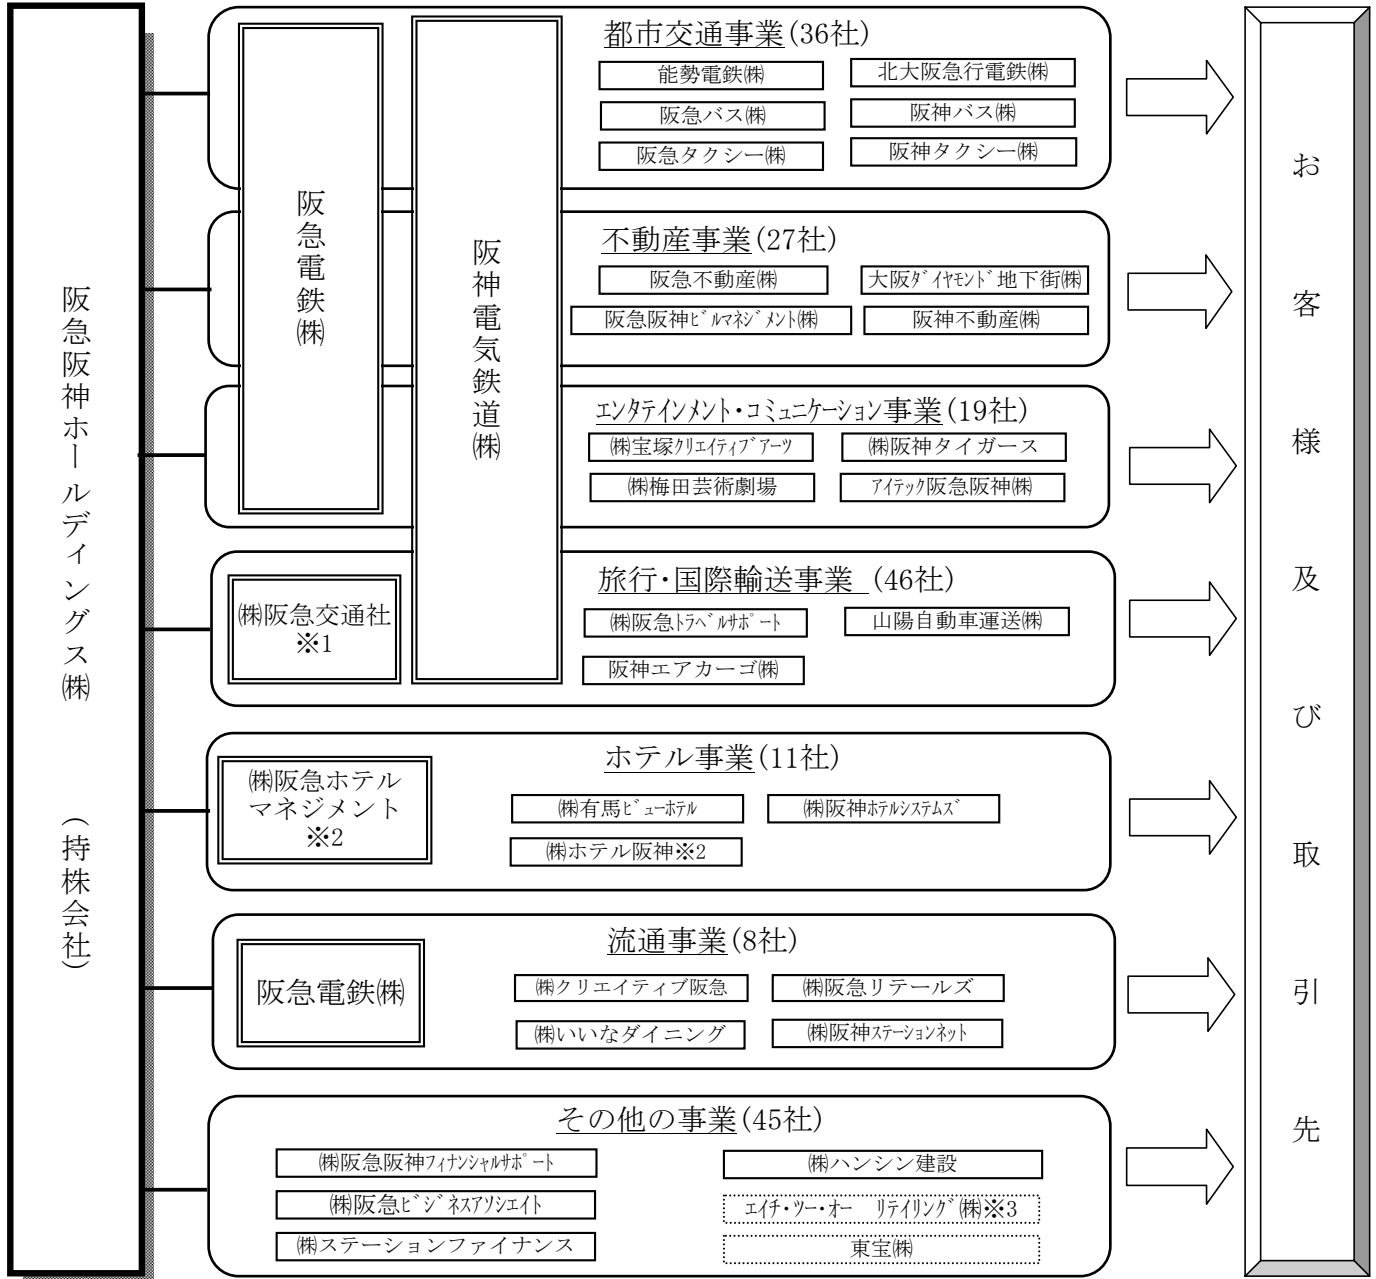 阪急阪神ホールディングス㈱ （持株会社）
阪急電鉄㈱
阪神電気鉄道㈱
都市交通事業(36社)
能勢電鉄㈱
北大阪急行電鉄㈱
阪急バス㈱
阪神バス㈱
阪急タクシー㈱
阪神タクシー㈱
不動産事業(27社)
阪急不動産㈱
大阪ﾀﾞｲﾔﾓﾝﾄﾞ地下街㈱
阪急阪神ﾋﾞﾙﾏﾈｼﾞﾒﾝﾄ㈱
阪神不動産㈱
ｴﾝﾀﾃｲﾝﾒﾝﾄ・ｺﾐｭﾆｹｰｼｮﾝ事業(19社)
㈱宝塚ｸﾘｴｲﾃｨﾌﾞｱｰﾂ
㈱阪神タイガース
㈱梅田芸術劇場
ｱｲﾃｯｸ阪急阪神㈱
旅行・国際輸送事業 (46社)
㈱阪急交通社
※1
㈱阪急ﾄﾗﾍﾞﾙｻﾎﾟｰﾄ
山陽自動車運送㈱
阪神エアカーゴ㈱
ホテル事業(11社)
㈱阪急ホテル
マネジメント
※2
㈱有馬ﾋﾞｭｰﾎﾃﾙ
㈱阪神ﾎﾃﾙｼｽﾃﾑｽﾞ
㈱ホテル阪神※2
流通事業(8社)
阪急電鉄㈱
㈱クリエイティブ阪急
㈱阪急リテールズ
㈱いいなダイニング
㈱阪神ｽﾃｰｼｮﾝﾈｯﾄ
その他の事業(45社)
㈱阪急阪神ﾌｨﾅﾝｼｬﾙｻﾎﾟｰﾄ
㈱ハンシン建設
㈱阪急ﾋﾞｼﾞﾈｽｱｿｼｴｲﾄ
ｴｲﾁ・ﾂｰ・ｵｰ ﾘﾃｲﾘﾝｸﾞ㈱※3
㈱ステーションファイナンス
東宝㈱
お客様及び取引先